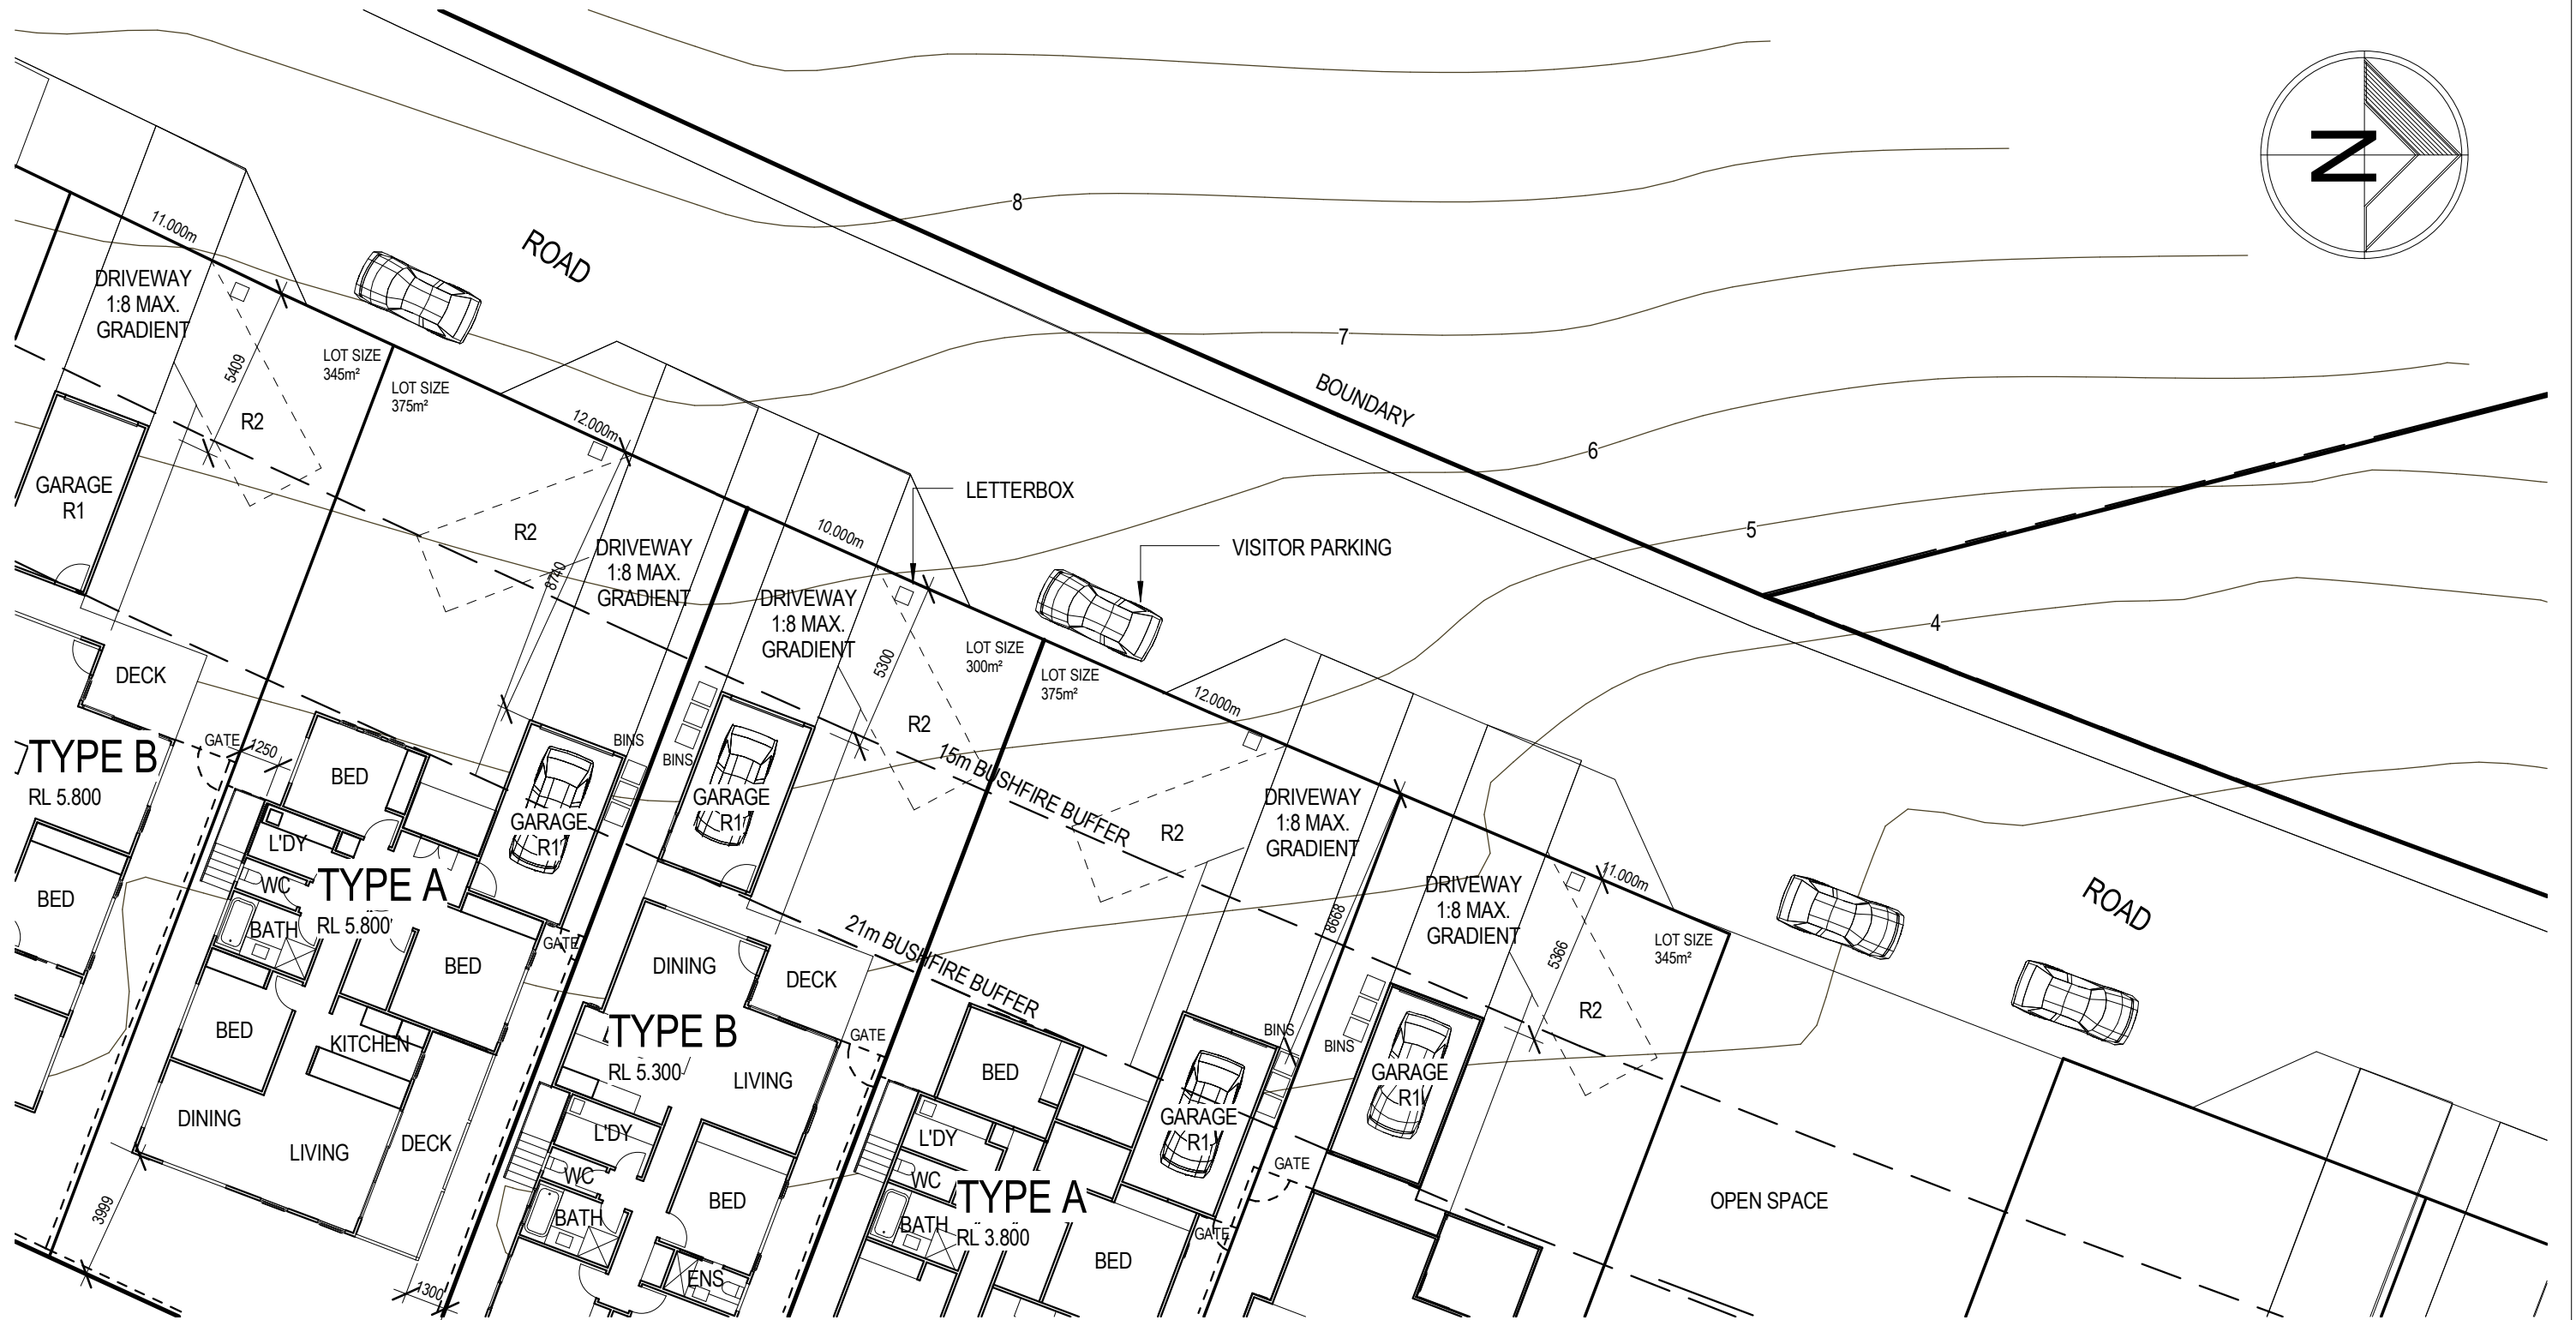 N
8
11.000m
ROAD
DRIVEWAY
1:8 MAX.
GRADIENT
7
LOT SIZE
345m²
5409
LOT SIZE
375m²
BOUNDARY
R2
12.000m
6
GARAGE
R1
LETTERBOX
R2
10.000m
5
VISITOR PARKING
DRIVEWAY
1:8 MAX.
GRADIENT
8740
DRIVEWAY
1:8 MAX.
GRADIENT
4
LOT SIZE
300m²
5300
DECK
LOT SIZE
375m²
12.000m
R2
GATE
1250
BINS
BINS
15m BUSHFIRE BUFFER
TYPE B
RL 5.800
BED
GARAGE
R1
GARAGE
R1
DRIVEWAY
1:8 MAX.
GRADIENT
R2
L'DY
TYPE A
RL 5.800
WC
BED
11.000m
DRIVEWAY
1:8 MAX.
GRADIENT
ROAD
8668
BATH
GATE
21m BUSHFIRE BUFFER
LOT SIZE
345m²
5366
BED
DINING
DECK
R2
BED
KITCHEN
TYPE B
RL 5.300
LIVING
GATE
BINS
BINS
BED
GARAGE
R1
DINING
LIVING
DECK
L'DY
L'DY
GARAGE
R1
GATE
WC
WC
TYPE A
RL 3.800
3999
BED
OPEN SPACE
BATH
BATH
GATE
BED
ENS
1300